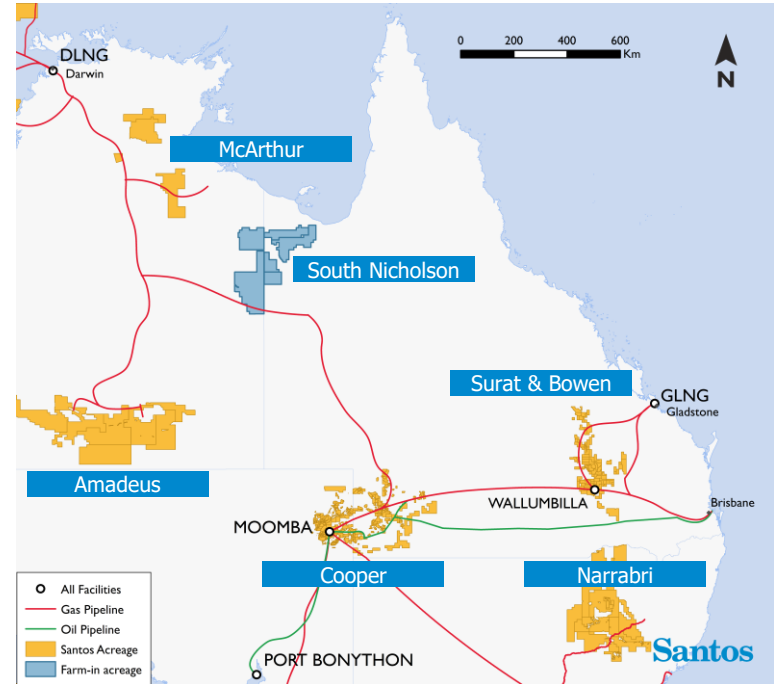 DLNG
Darwin
0 200 400 600
Km
N
McArthur
South Nicholson
Surat & Bowen
GLNG
Gladstone
Amadeus
WALLUMBILLA
Brisbane
MOOMBA
Cooper
Narrabri
All Facilities
Gas Pipeline
Oil Pipeline
Santos Acreage
Farm-in acreage
PORT BONYTHON
Santos